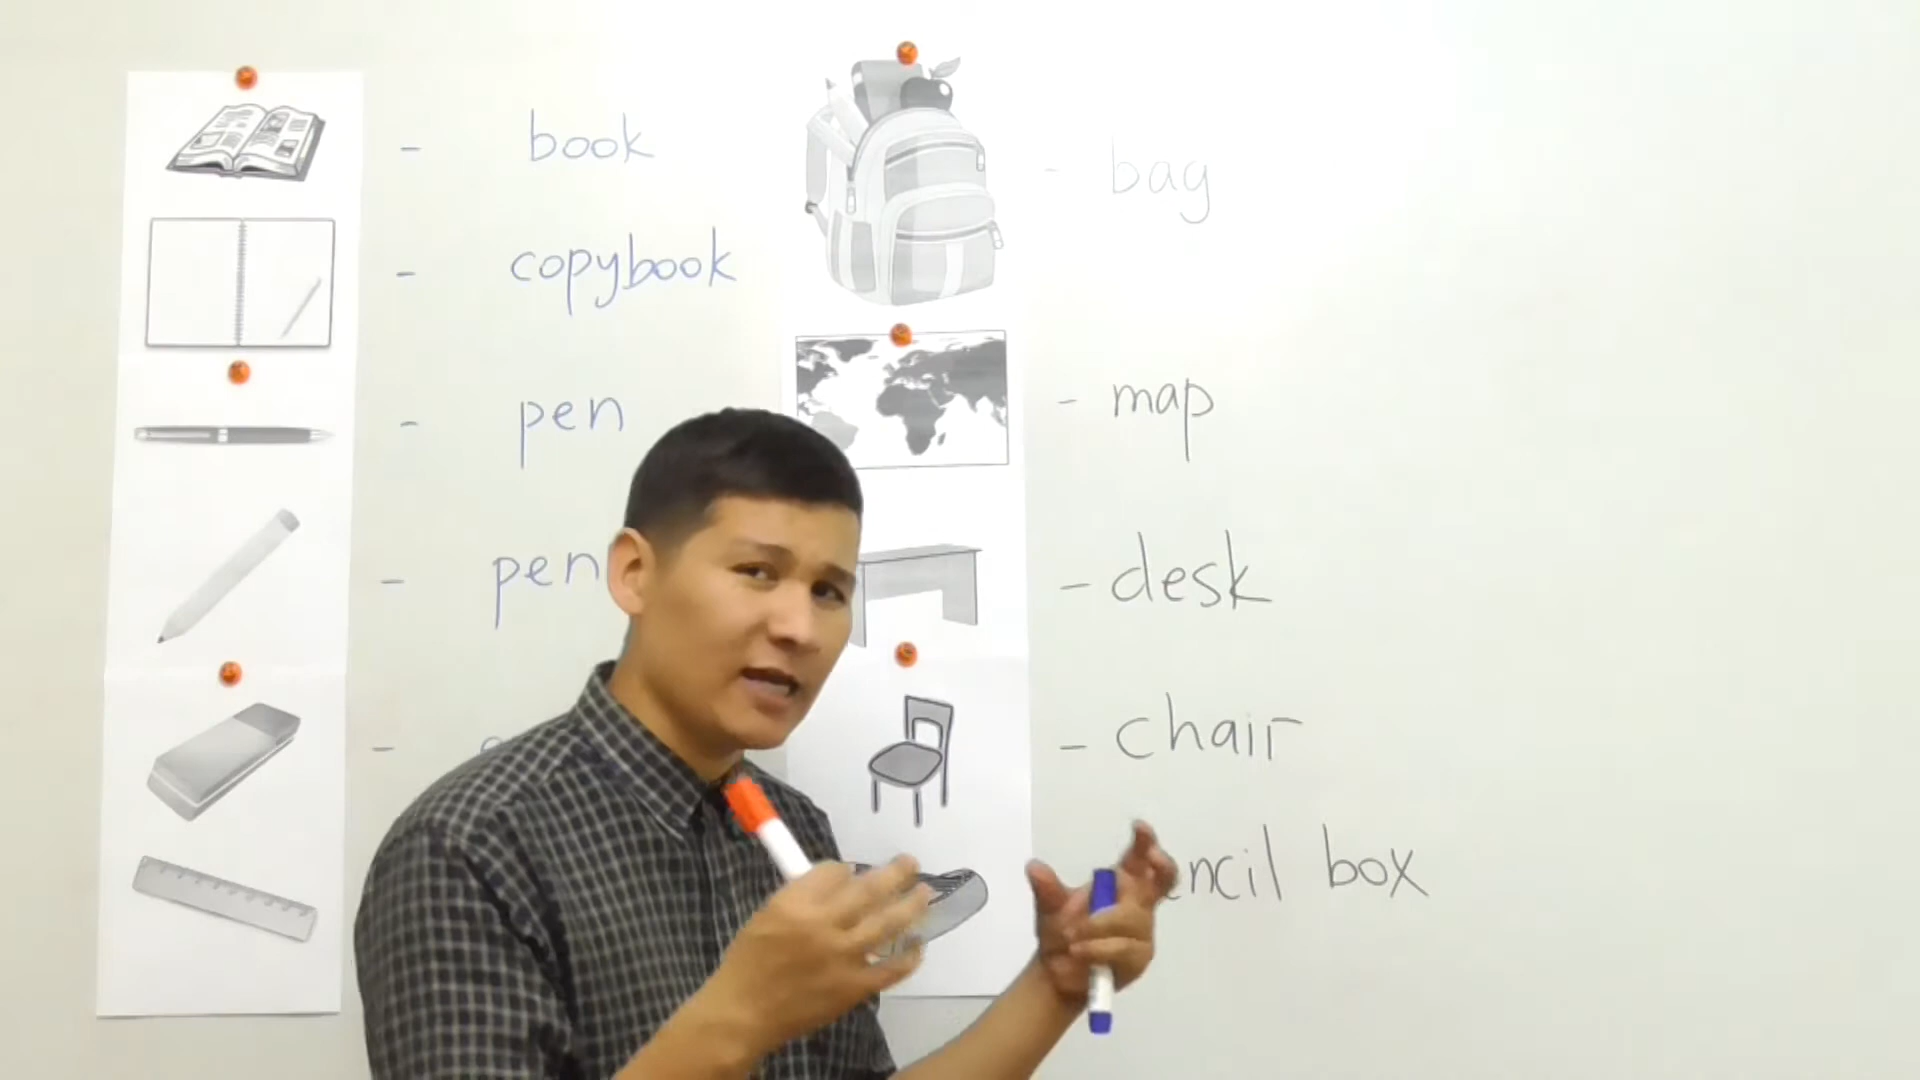 - book
- copybook
- pen
- pen
-
- bag
- map
- desk
- chair
ncil box